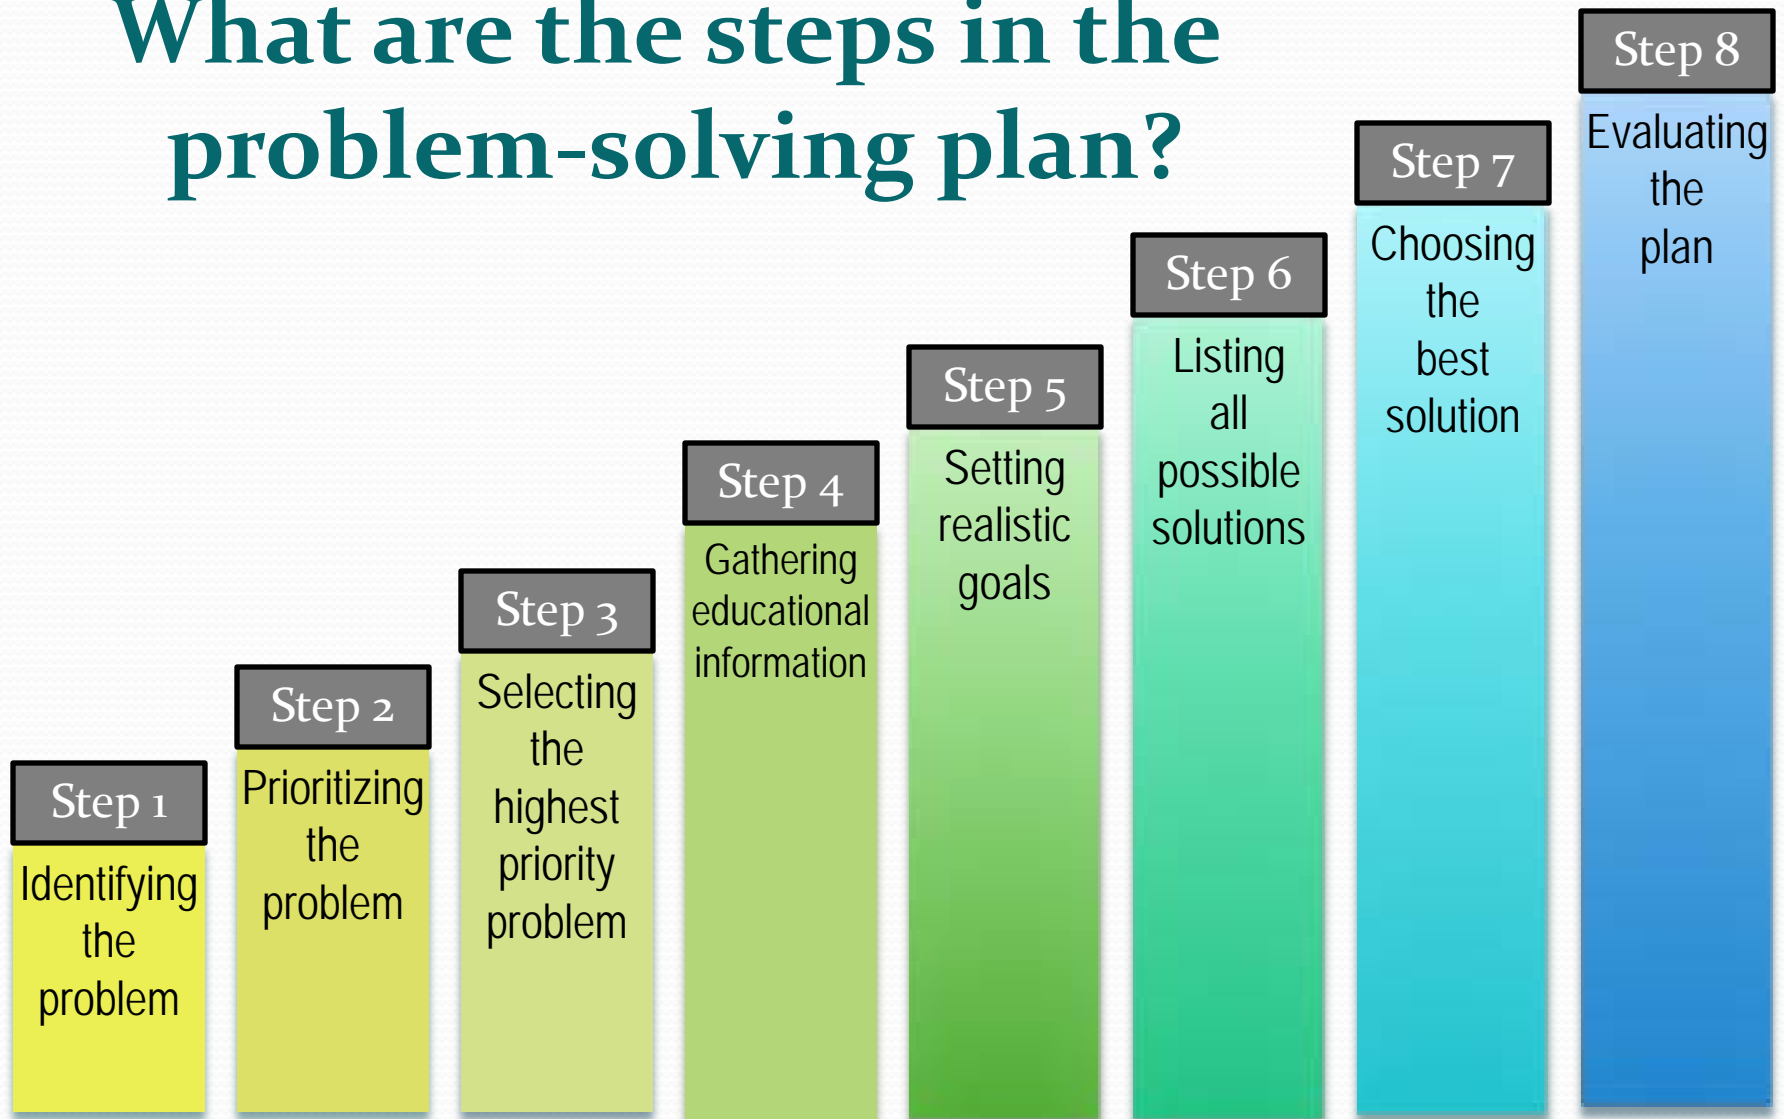 What are the steps in the
problem-solving plan?
Step 1
Identifying
the
problem
Step 2
Prioritizing
the
problem
Step 3
Selecting
the
highest
priority
problem
Step 4
Gathering
educational
information
Step 5
Setting
realistic
goals
Step 6
Listing
all
possible
solutions
Step 7
Choosing
the
best
solution
Step 8
Evaluating
the
plan